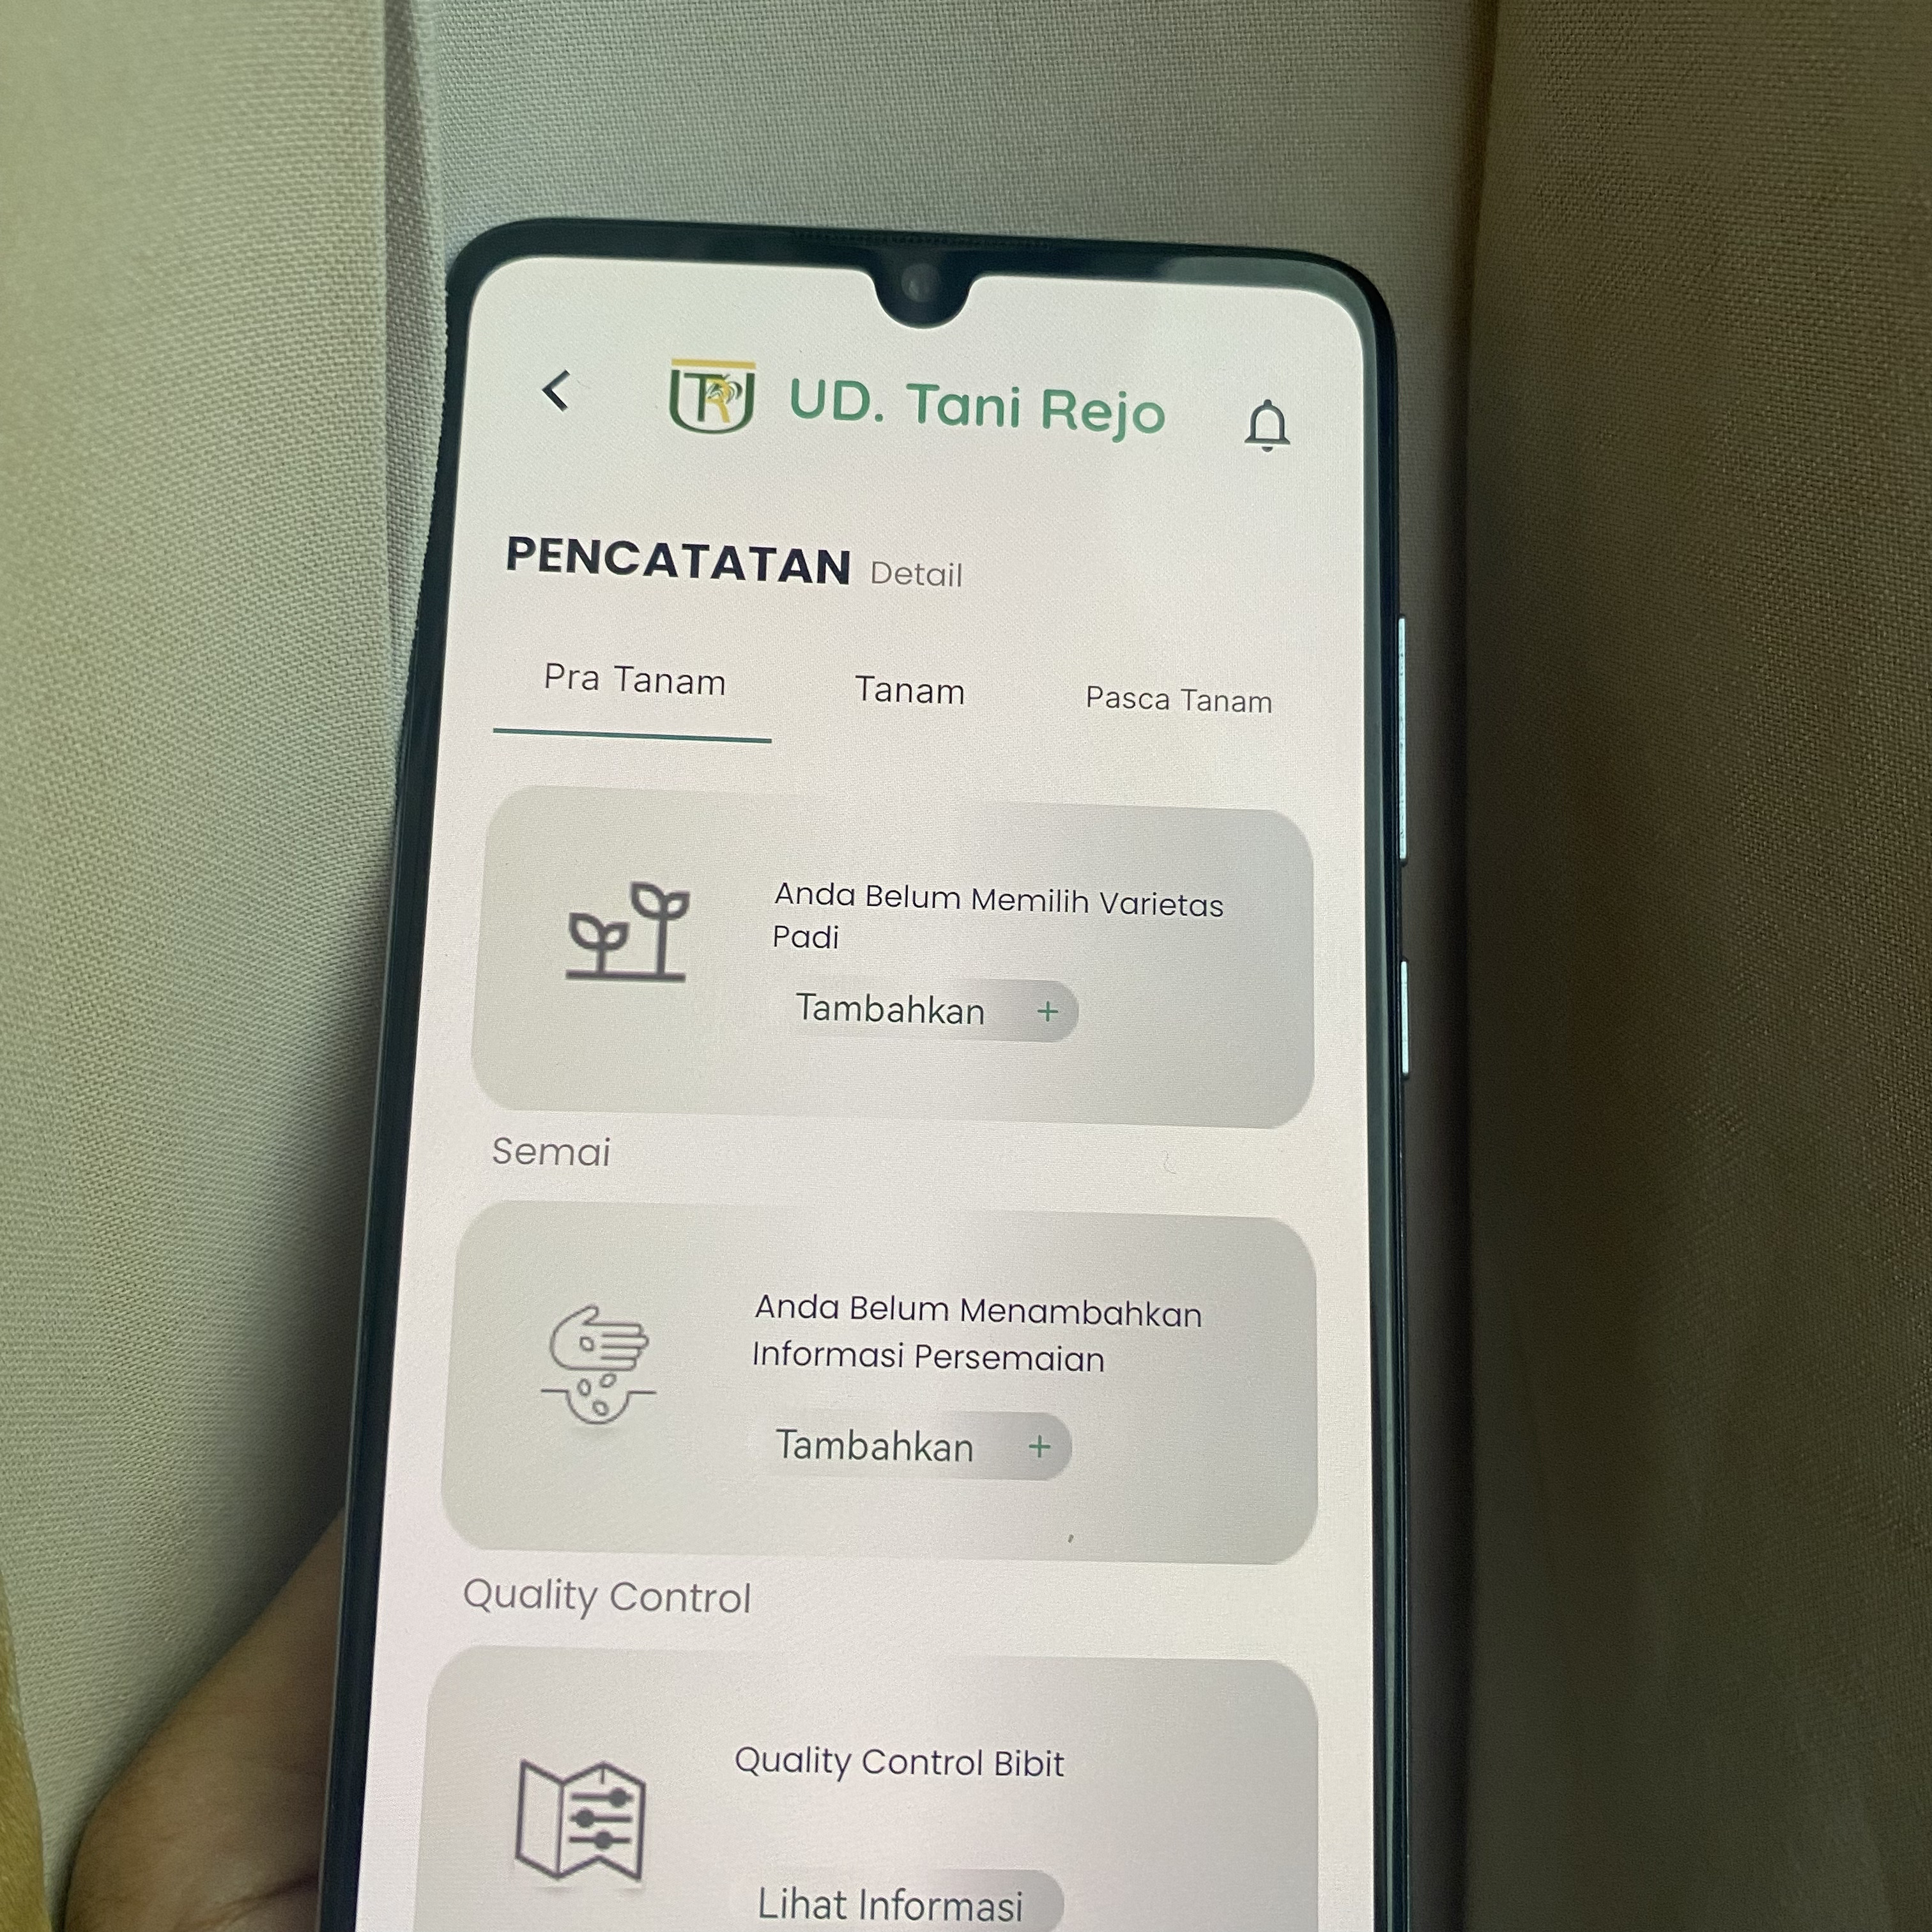 UD. Tani Rejo
PENCATATAN Detail
Pra Tanam Tanam Pasca Tanam
Anda Belum Memilih Varietas
Padi
Tambahkan +
Semai
Anda Belum Menambahkan
Informasi Persemaian
Tambahkan +
Quality Control
Quality Control Bibit
Lihat Informasi